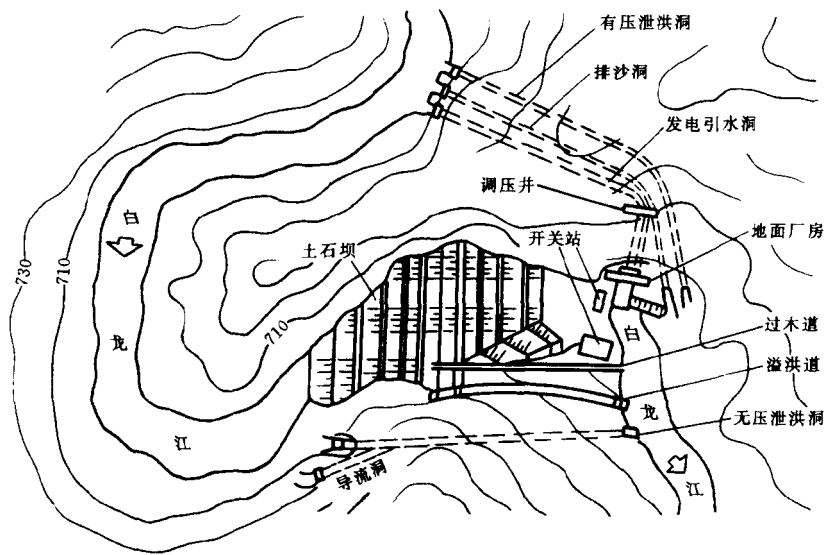 有压泄洪洞
排沙洞
发电引水洞
调压井
开关站
地面厂房
土石坝
白
龙
江
730
710
710
白
龙
江
过木道
溢洪道
无压泄洪洞
导流洞